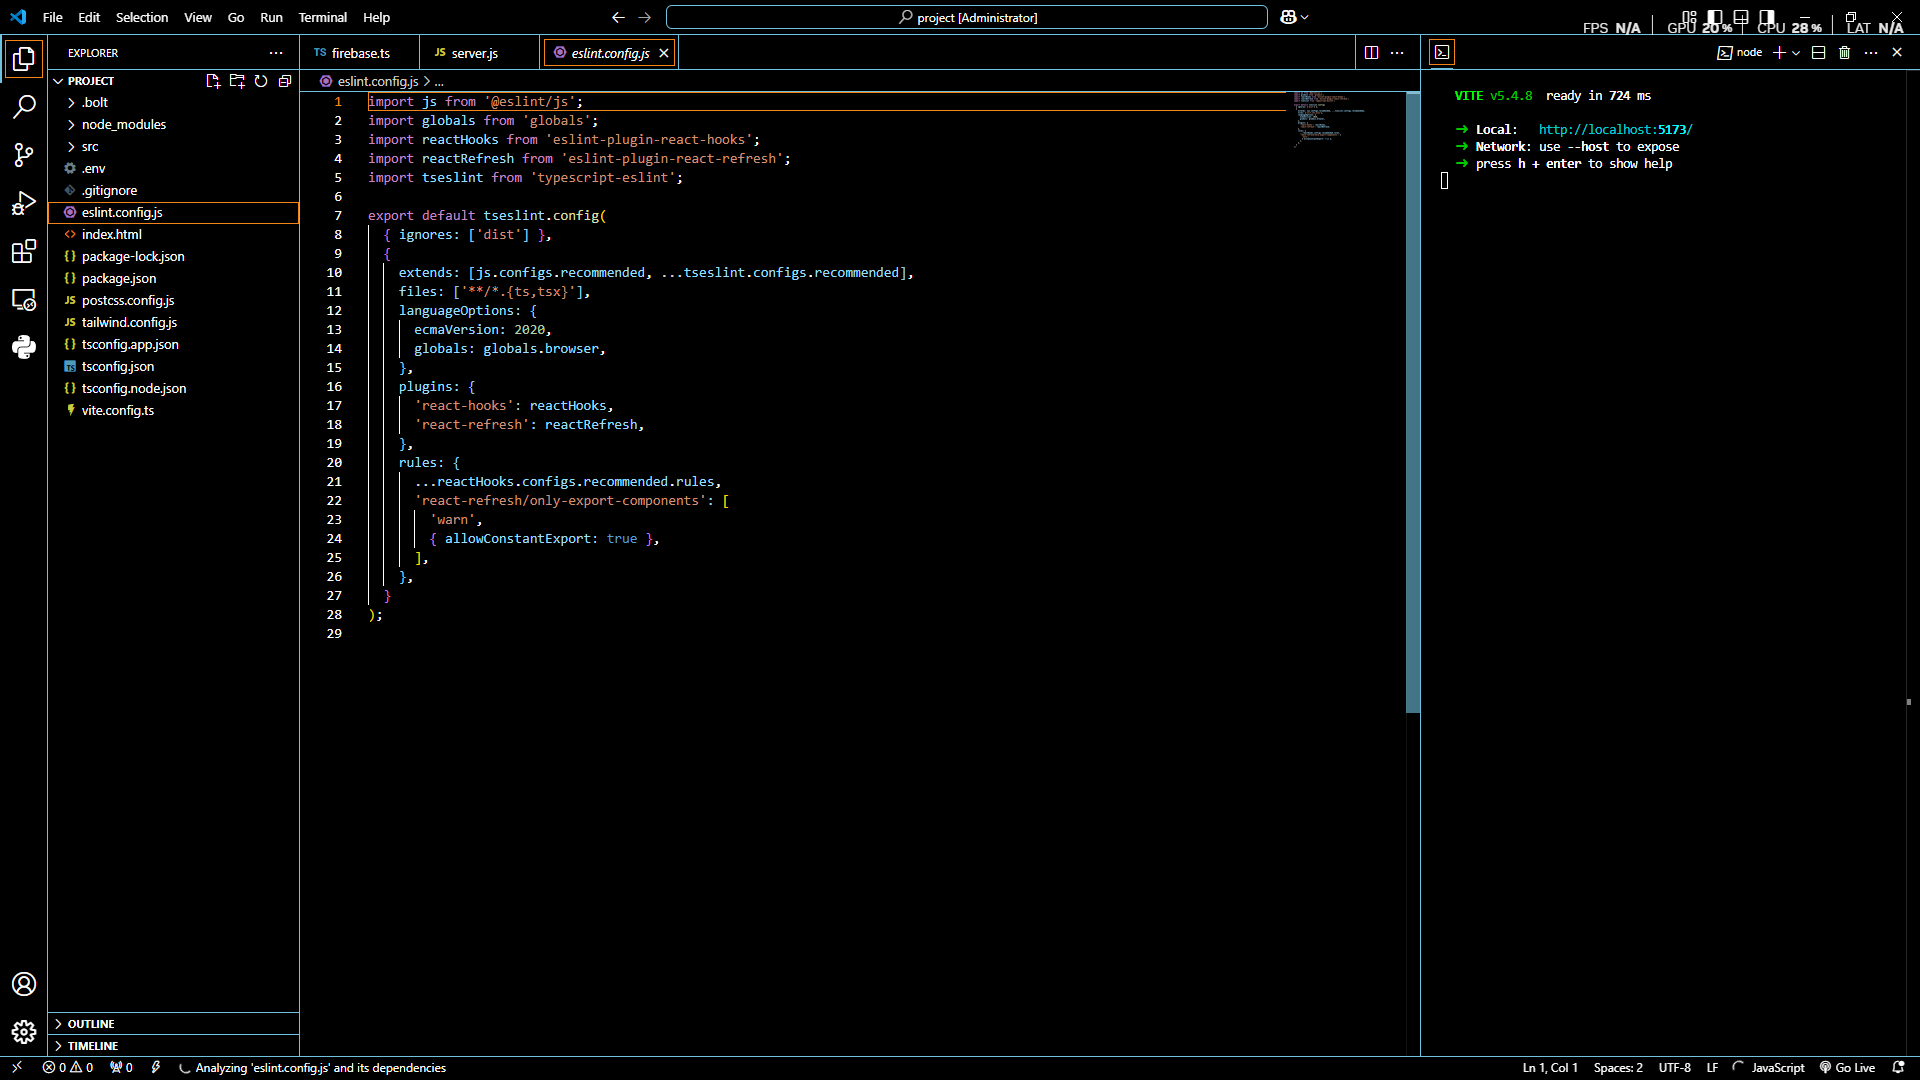 File Edit Selection View Go Run Terminal Help
project [Administrator]
FPS N/A GPU 20 % CPU 28 % LAT N/A
EXPLORER
PROJECT
.bolt
node_modules
src
.env
.gitignore
eslint.config.js
index.html
package-lock.json
package.json
postcss.config.js
tailwind.config.js
tsconfig.app.json
tsconfig.json
tsconfig.node.json
vite.config.ts
OUTLINE
TIMELINE
TS firebase.ts JS server.js eslint.config.js
eslint.config.js > ...
1 import js from '@eslint/js';
2 import globals from 'globals';
3 import reactHooks from 'eslint-plugin-react-hooks';
4 import reactRefresh from 'eslint-plugin-react-refresh';
5 import tseslint from 'typescript-eslint';
6
7 export default tseslint.config(
8 { ignores: ['dist'] },
9 {
10 extends: [js.configs.recommended, ...tseslint.configs.recommended],
11 files: ['**/*.{ts,tsx}'],
12 languageOptions: {
13 ecmaVersion: 2020,
14 globals: globals.browser,
15 },
16 plugins: {
17 'react-hooks': reactHooks,
18 'react-refresh': reactRefresh,
19 },
20 rules: {
21 ...reactHooks.configs.recommended.rules,
22 'react-refresh/only-export-components': [
23 'warn',
24 { allowConstantExport: true },
25 ],
26 },
27 }
28 );
29
node
VITE v5.4.8 ready in 724 ms
➜ Local: http://localhost:5173/
➜ Network: use --host to expose
➜ press h + enter to show help
0 0 0 Analyzing 'eslint.config.js' and its dependencies
Ln 1, Col 1 Spaces: 2 UTF-8 LF JavaScript Go Live